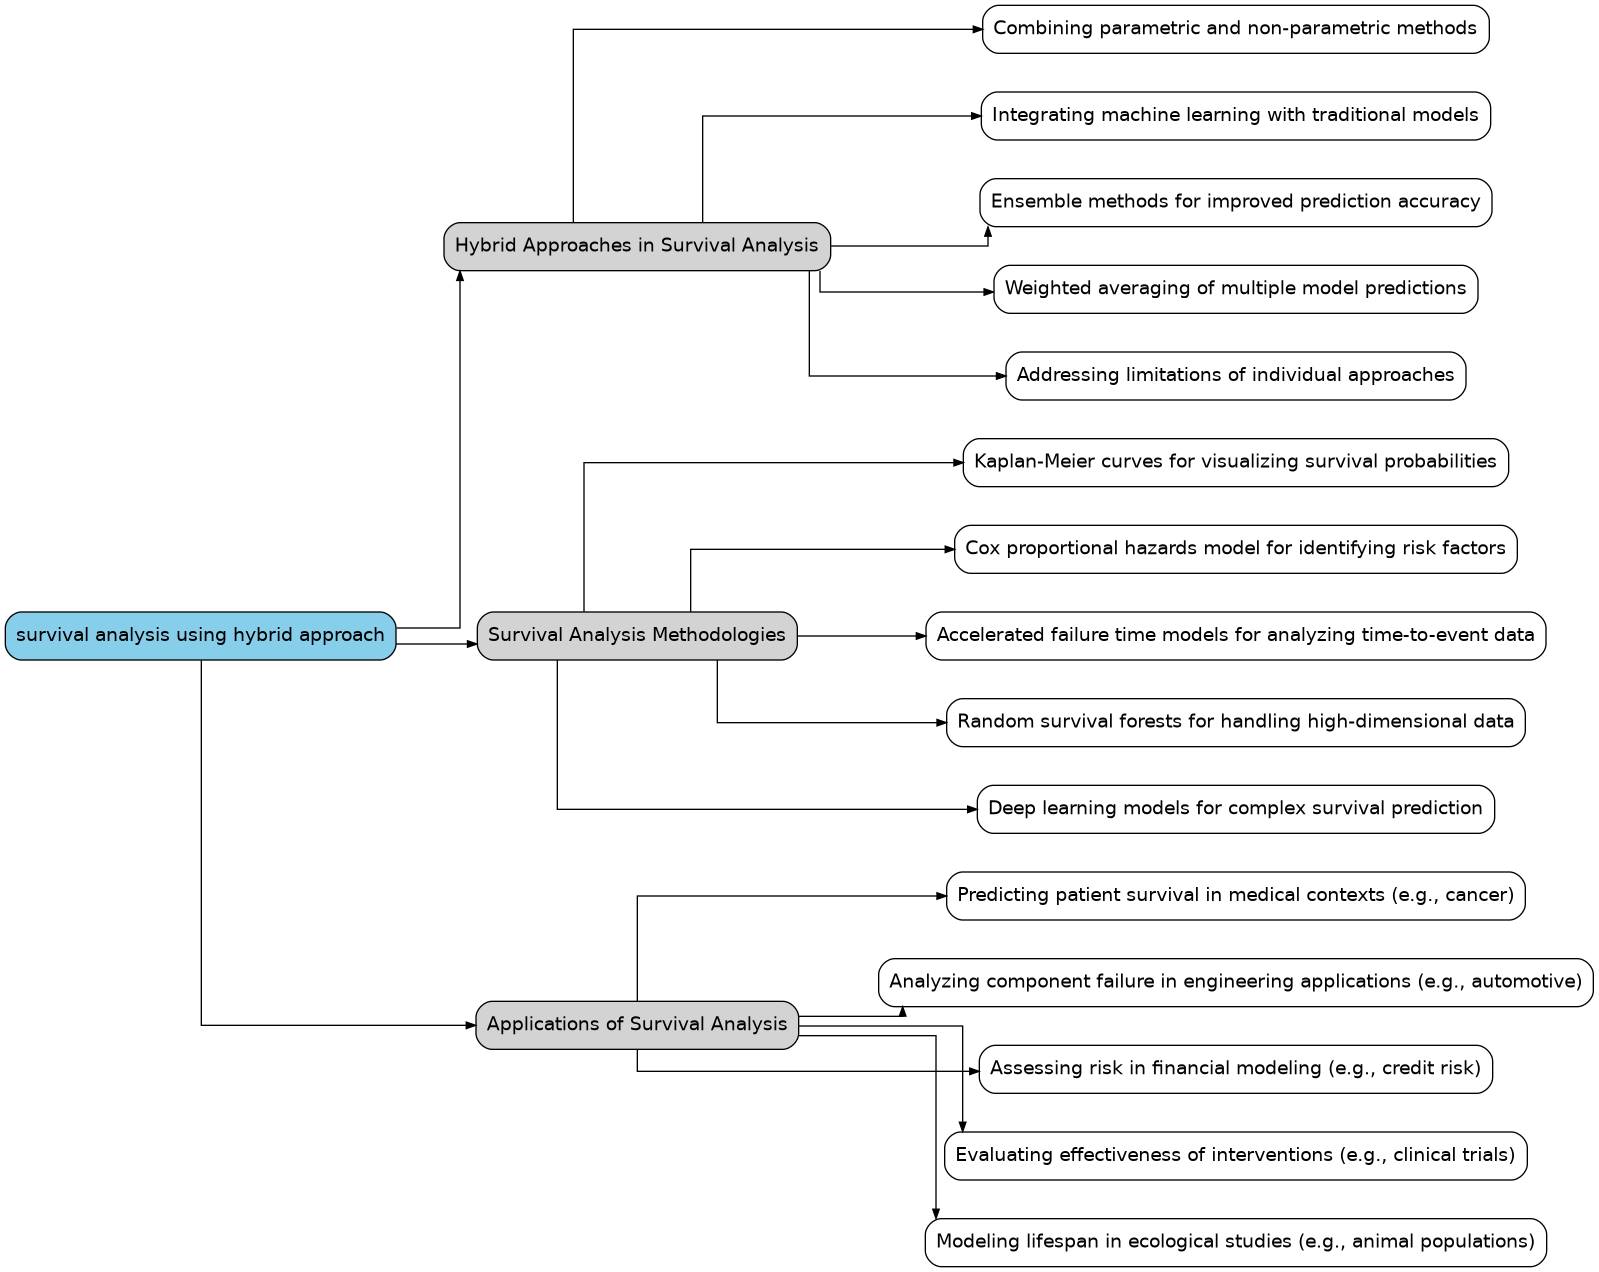 Combining parametric and non-parametric methods
Integrating machine learning with traditional models
Ensemble methods for improved prediction accuracy
Hybrid Approaches in Survival Analysis
Weighted averaging of multiple model predictions
Addressing limitations of individual approaches
Kaplan-Meier curves for visualizing survival probabilities
Cox proportional hazards model for identifying risk factors
survival analysis using hybrid approach
Survival Analysis Methodologies
Accelerated failure time models for analyzing time-to-event data
Random survival forests for handling high-dimensional data
Deep learning models for complex survival prediction
Predicting patient survival in medical contexts (e.g., cancer)
Analyzing component failure in engineering applications (e.g., automotive)
Applications of Survival Analysis
Assessing risk in financial modeling (e.g., credit risk)
Evaluating effectiveness of interventions (e.g., clinical trials)
Modeling lifespan in ecological studies (e.g., animal populations)